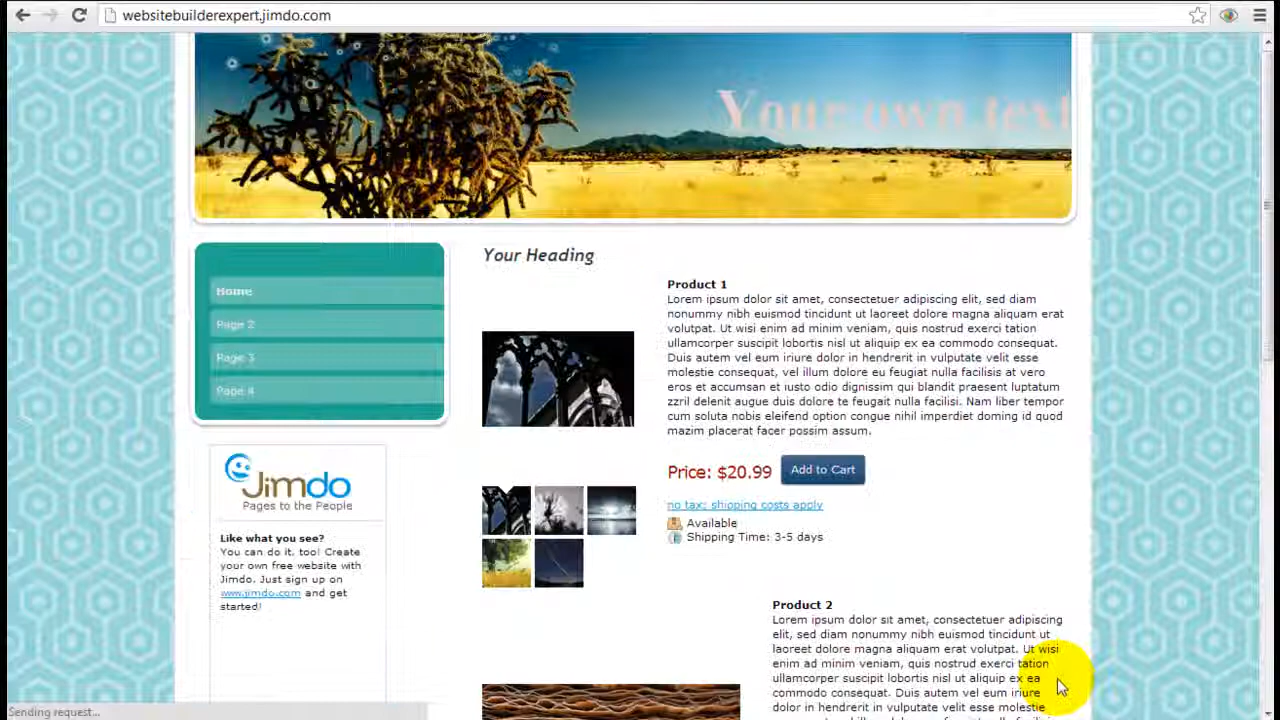 websitebuilderexpert.jimdo.com
Your own text
Home
Page 2
Page 3
Page 4
Jimdo
Pages to the People
Like what you see?
You can do it, too! Create
your own free website with
Jimdo. Just sign up on
www.jimdo.com and get
started!
Your Heading
Product 1
Lorem ipsum dolor sit amet, consectetuer adipiscing elit, sed diam
nonummy nibh euismod tincidunt ut laoreet dolore magna aliquam erat
volutpat. Ut wisi enim ad minim veniam, quis nostrud exerci tation
ullamcorper suscipit lobortis nisl ut aliquip ex ea commodo consequat.
Duis autem vel eum iriure dolor in hendrerit in vulputate velit esse
molestie consequat, vel illum dolore eu feugiat nulla facilisis at vero
eros et accumsan et iusto odio dignissim qui blandit praesent luptatum
zzril delenit augue duis dolore te feugait nulla facilisi. Nam liber tempor
cum soluta nobis eleifend option congue nihil imperdiet doming id quod
mazim placerat facer possim assum.
Price: $20.99 Add to Cart
no tax; shipping costs apply
Available
Shipping Time: 3-5 days
Product 2
Lorem ipsum dolor sit amet, consectetuer adipiscing
elit, sed diam nonummy nibh euismod tincidunt ut
laoreet dolore magna aliquam erat volutpat. Ut wisi
enim ad minim veniam, quis nostrud exerci tation
ullamcorper suscipit lobortis nisl ut aliquip ex ea
commodo consequat. Duis autem vel eum iriure
dolor in hendrerit in vulputate velit esse molestie
Sending request...